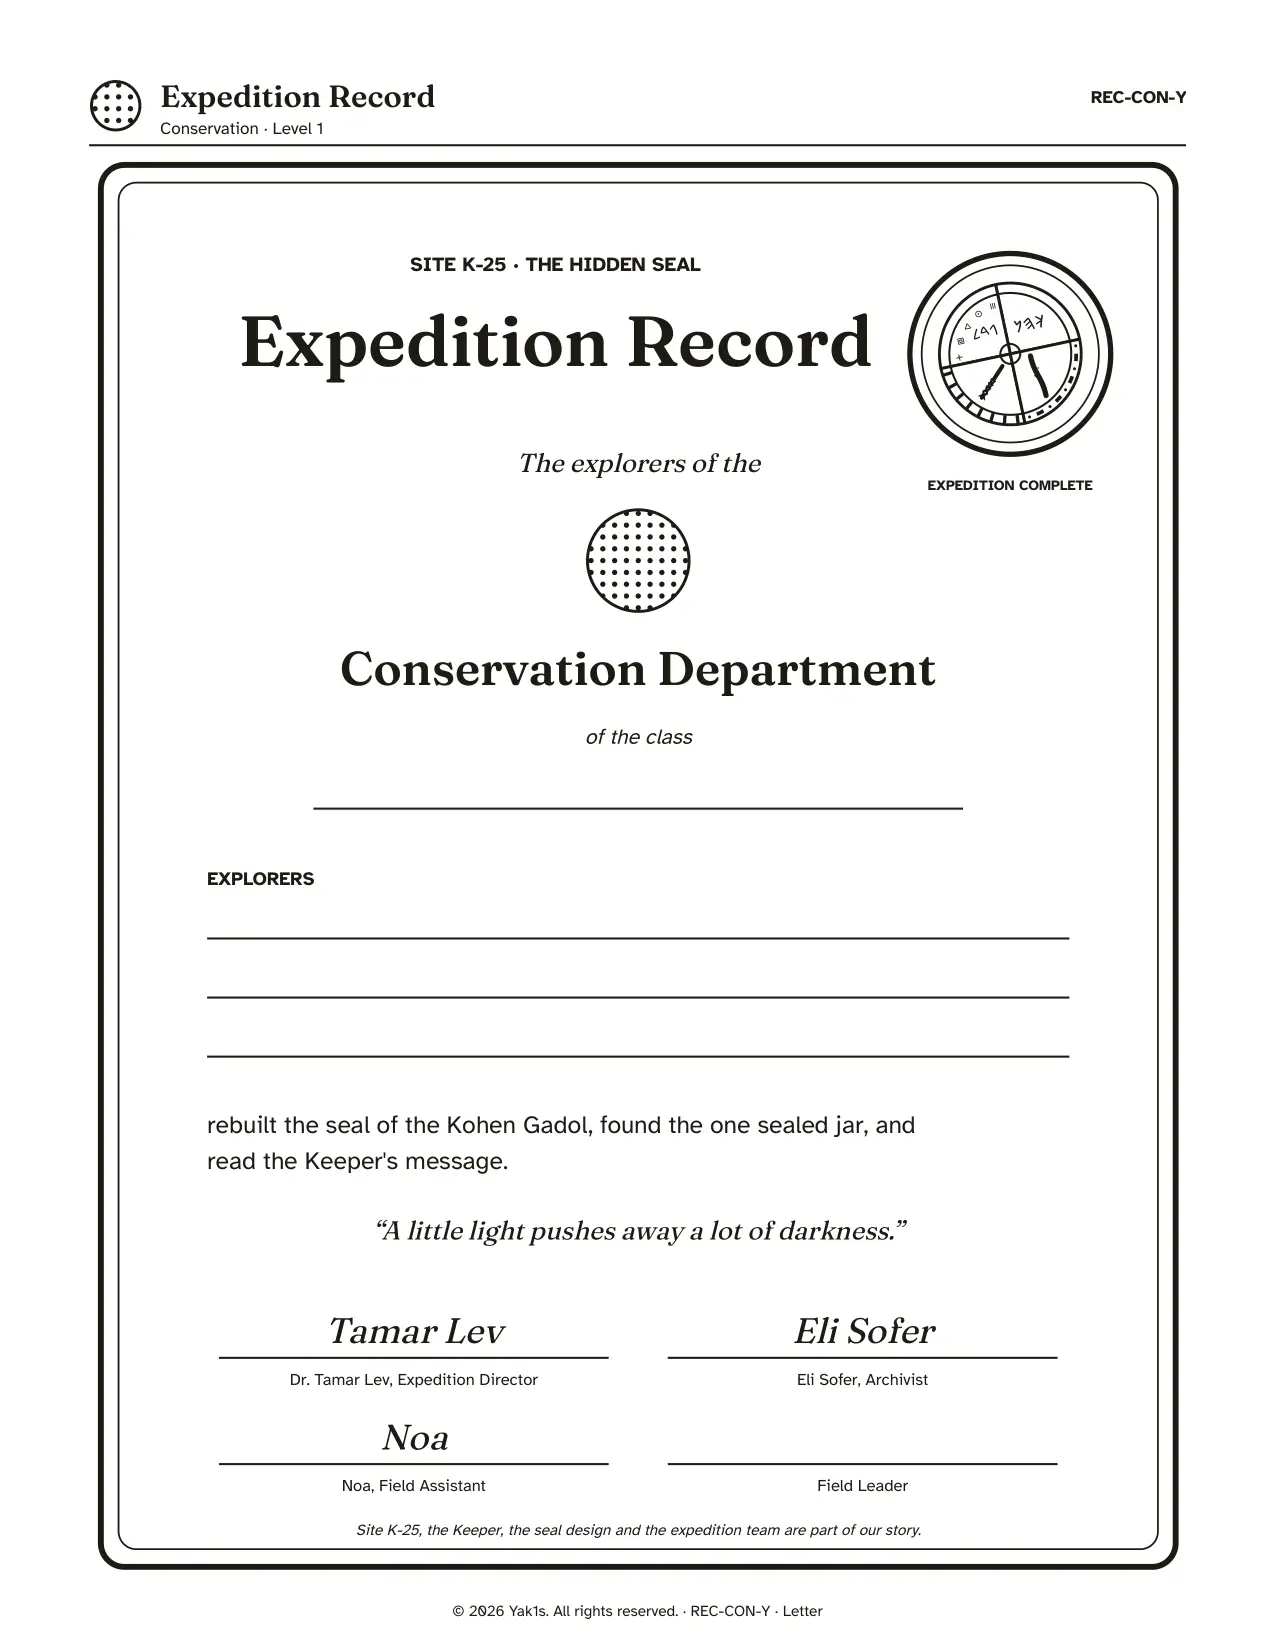 Expedition Record
Conservation · Level 1
REC-CON-Y
SITE K-25 · THE HIDDEN SEAL
Expedition Record
EXPEDITION COMPLETE
The explorers of the
Conservation Department
of the class
EXPLORERS
rebuilt the seal of the Kohen Gadol, found the one sealed jar, and
read the Keeper's message.
“A little light pushes away a lot of darkness.”
Tamar Lev
Dr. Tamar Lev, Expedition Director
Eli Sofer
Eli Sofer, Archivist
Noa
Noa, Field Assistant
Field Leader
Site K-25, the Keeper, the seal design and the expedition team are part of our story.
© 2026 Yak1s. All rights reserved. · REC-CON-Y · Letter